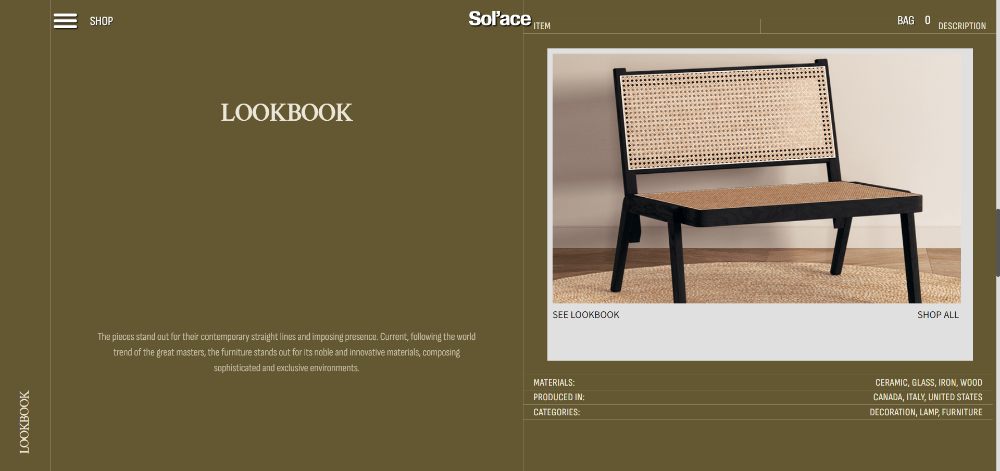 SHOP
Sol’ace
BAG 0
ITEM
DESCRIPTION
LOOKBOOK
The pieces stand out for their contemporary straight lines and imposing presence. Current, following the world
trend of the great masters, the furniture stands out for its noble and innovative materials, composing
sophisticated and exclusive environments.
LOOKBOOK
SEE LOOKBOOK
SHOP ALL
MATERIALS:
CERAMIC, GLASS, IRON, WOOD
PRODUCED IN:
CANADA, ITALY, UNITED STATES
CATEGORIES:
DECORATION, LAMP, FURNITURE